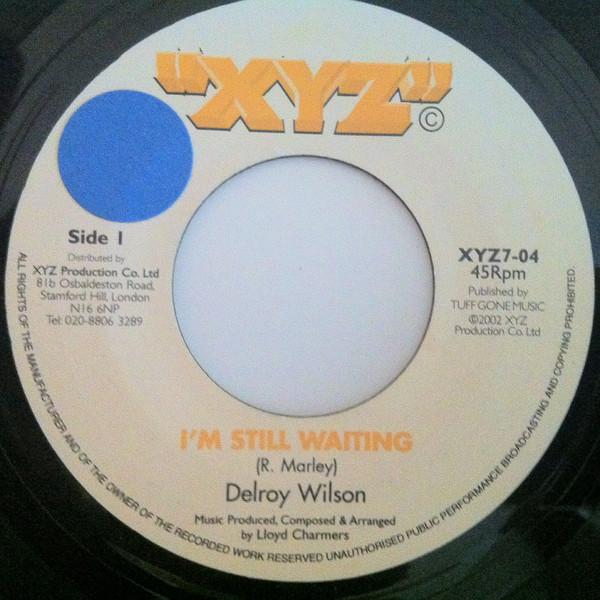 "XYZ" ©
Side 1
Distributed by
XYZ Production Co. Ltd
81b Osbaldeston Road,
Stamford Hill, London
N16 6NP
Tel: 020-8806 3289
XYZ7-04
45Rpm
Published by
TUFF GONE MUSIC
©2002 XYZ
Production Co. Ltd
I'M STILL WAITING
(R. Marley)
Delroy Wilson
Music Produced, Composed & Arranged
by Lloyd Charmers
ALL RIGHTS OF THE MANUFACTURER AND OF THE OWNER OF THE RECORDED WORK RESERVED UNAUTHORISED PUBLIC PERFORMANCE BROADCASTING AND COPYING PROHIBITED.